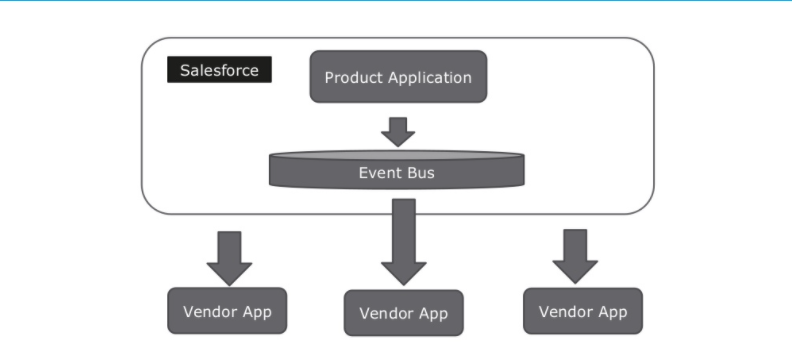 Salesforce
Product Application
Event Bus
Vendor App
Vendor App
Vendor App